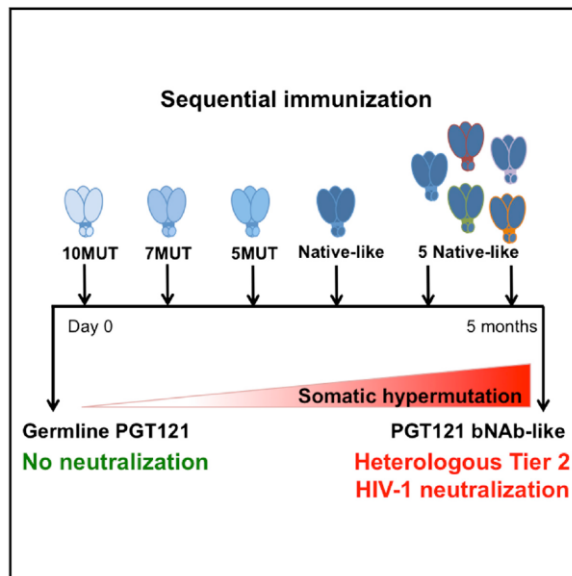 Sequential immunization
10MUT 7MUT 5MUT Native-like 5 Native-like
Day 0 5 months
Somatic hypermutation
Germline PGT121 PGT121 bNAb-like
No neutralization Heterologous Tier 2
HIV-1 neutralization